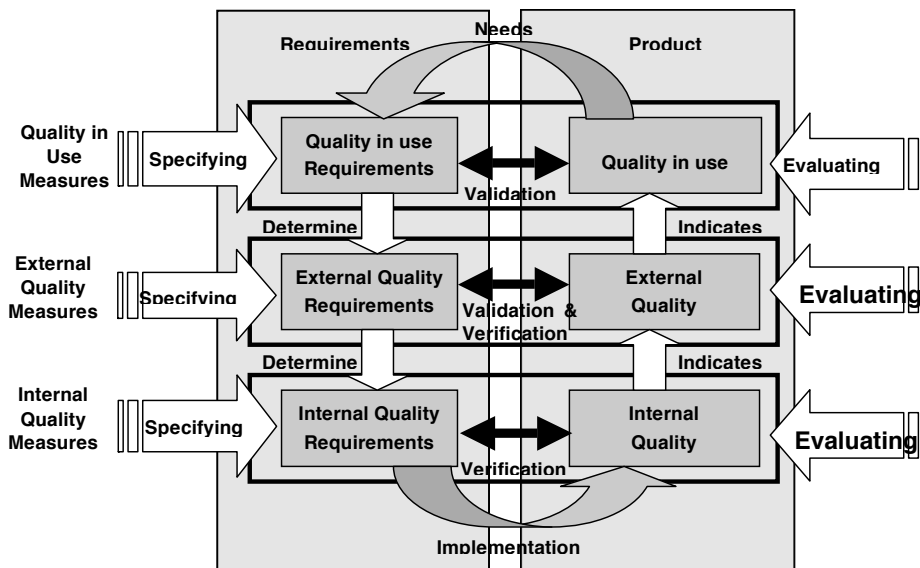 Needs
Requirements
Product
Quality in
Use
Measures
Specifying
Quality in use
Requirements
Validation
Quality in use
Evaluating
Determine
Indicates
External
Quality
Measures
Specifying
External Quality
Requirements
Validation &
Verification
External
Quality
Evaluating
Determine
Indicates
Internal
Quality
Measures
Specifying
Internal Quality
Requirements
Verification
Internal
Quality
Evaluating
Implementation